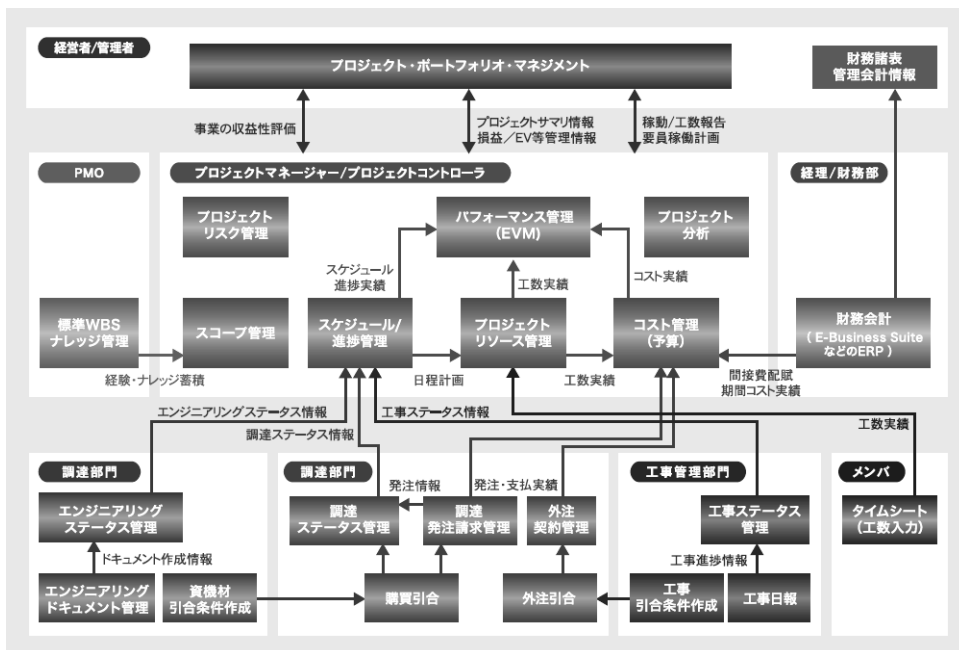 経営者/管理者
プロジェクト・ポートフォリオ・マネジメント
財務諸表
管理会計情報
事業の収益性評価
プロジェクトサマリ情報
損益／EV等管理情報
稼動/工数報告
要員稼働計画
PMO
プロジェクトマネージャー/プロジェクトコントローラ
経理/財務部
プロジェクト
リスク管理
パフォーマンス管理
(EVM)
プロジェクト
分析
スケジュール
進捗実績
工数実績
コスト実績
標準WBS
ナレッジ管理
スコープ管理
スケジュール/
進捗管理
プロジェクト
リソース管理
コスト管理
(予算)
財務会計
( E-Business Suite
などのERP )
経験・ナレッジ蓄積
日程計画
工数実績
間接費配賦
期間コスト実績
エンジニアリングステータス情報
調達ステータス情報
工事ステータス情報
工数実績
調達部門
調達部門
工事管理部門
メンバ
エンジニアリング
ステータス管理
調達
ステータス管理
発注情報
調達
発注請求管理
発注・支払実績
外注
契約管理
工事ステータス
管理
タイムシート
(工数入力)
ドキュメント作成情報
工事進捗情報
エンジニアリング
ドキュメント管理
資機材
引合条件作成
購買引合
外注引合
工事
引合条件作成
工事日報